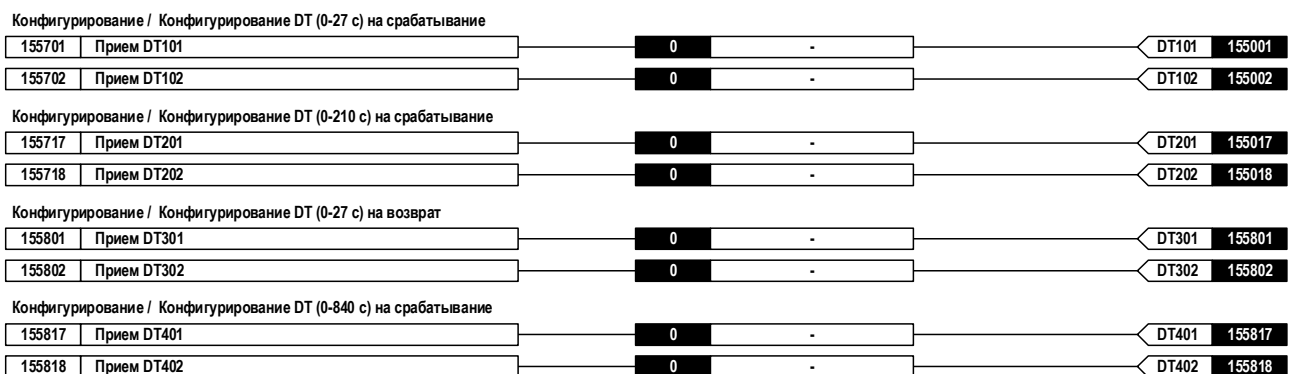 Конфигурирование / Конфигурирование DT (0-27 с) на срабатывание
155701 Прием DT101 0 - DT101 155001
155702 Прием DT102 0 - DT102 155002
Конфигурирование / Конфигурирование DT (0-210 с) на срабатывание
155717 Прием DT201 0 - DT201 155017
155718 Прием DT202 0 - DT202 155018
Конфигурирование / Конфигурирование DT (0-27 с) на возврат
155801 Прием DT301 0 - DT301 155801
155802 Прием DT302 0 - DT302 155802
Конфигурирование / Конфигурирование DT (0-840 с) на срабатывание
155817 Прием DT401 0 - DT401 155817
155818 Прием DT402 0 - DT402 155818